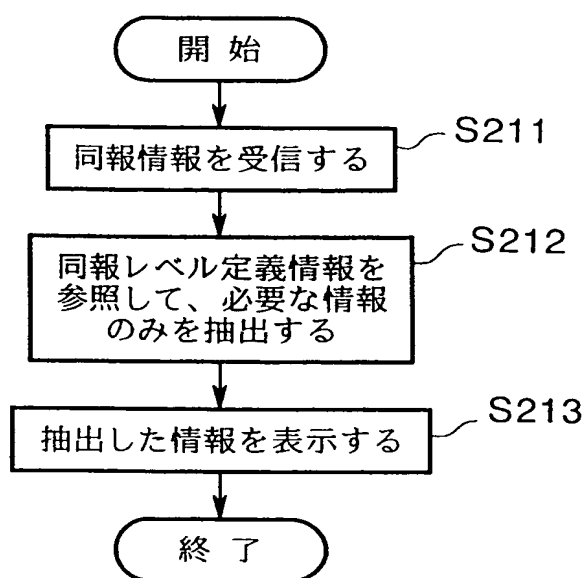 開始
同報情報を受信する
S211
同報レベル定義情報を
参照して、必要な情報
のみを抽出する
S212
抽出した情報を表示する
S213
終了